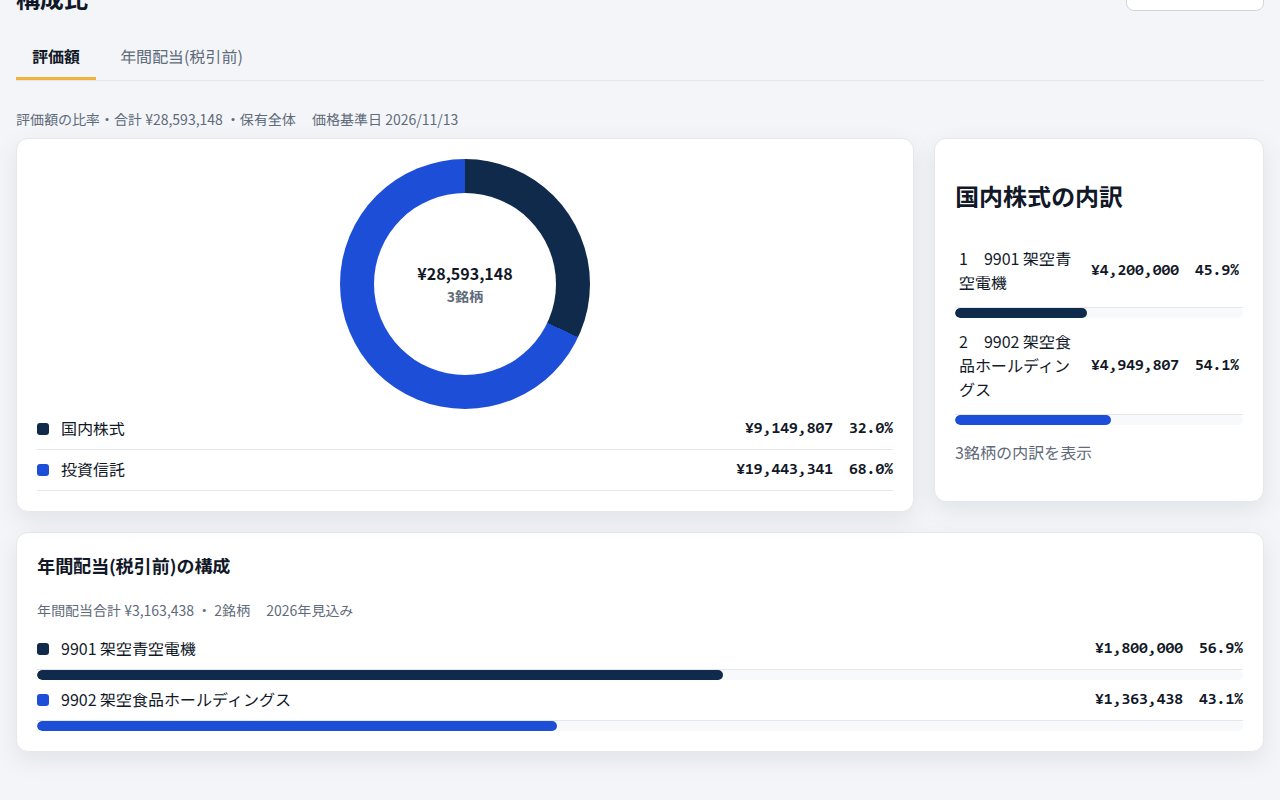 構成比
評価額
年間配当(税引前)
評価額の比率・合計 ¥28,593,148 ・保有全体 価格基準日 2026/11/13
¥28,593,148
3銘柄
国内株式 ¥9,149,807 32.0%
投資信託 ¥19,443,341 68.0%
国内株式の内訳
1 9901 架空青
空電機
¥4,200,000 45.9%
2 9902 架空食
品ホールディン
グス
¥4,949,807 54.1%
3銘柄の内訳を表示
年間配当(税引前)の構成
年間配当合計 ¥3,163,438 ・ 2銘柄 2026年見込み
9901 架空青空電機 ¥1,800,000 56.9%
9902 架空食品ホールディングス ¥1,363,438 43.1%